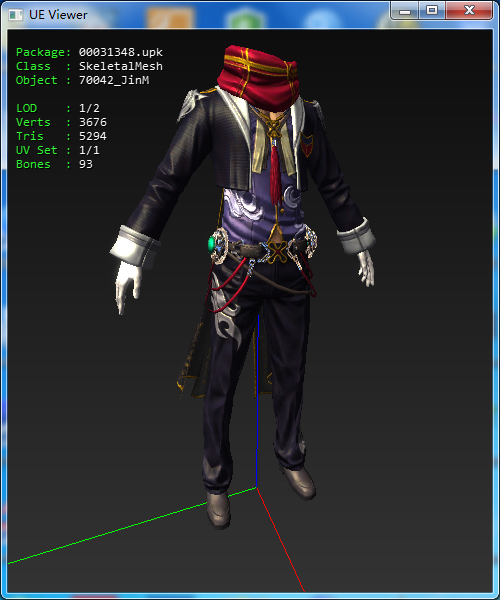 UE Viewer
Package: 00031348.upk
Class : SkeletalMesh
Object : 70042_JinM
LOD : 1/2
Verts : 3676
Tris : 5294
UV Set : 1/1
Bones : 93